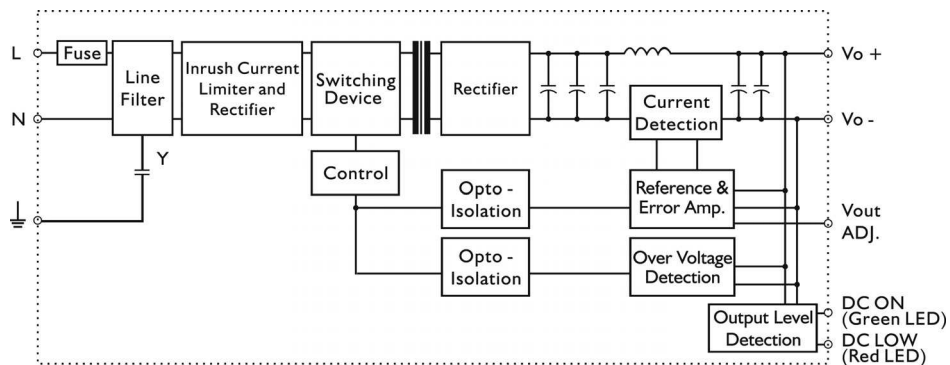 L
Fuse
Line
Filter
Inrush Current
Limiter and
Rectifier
Switching
Device
Rectifier
Current
Detection
Vo +
N
Vo -
Y
Control
Opto -
Isolation
Reference &
Error Amp.
Vout
ADJ.
Opto -
Isolation
Over Voltage
Detection
Output Level
Detection
DC ON
(Green LED)
DC LOW
(Red LED)